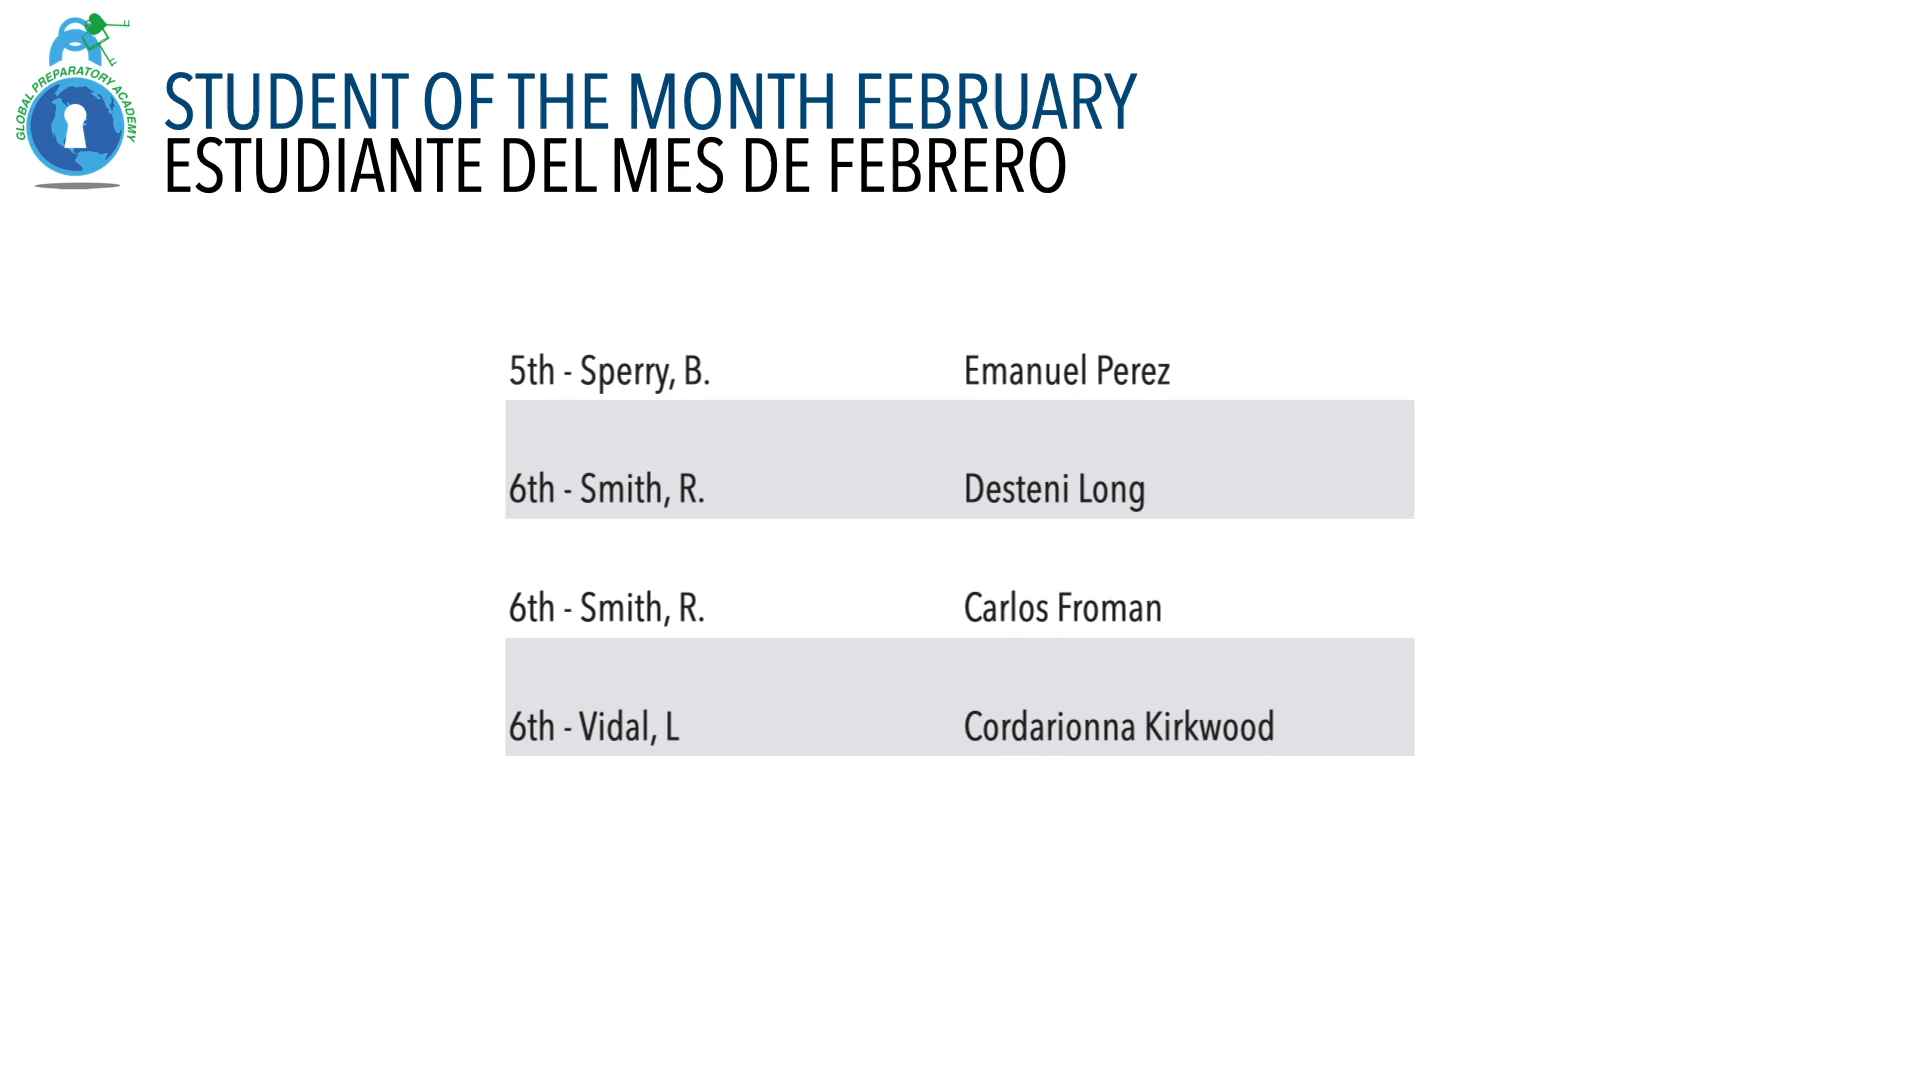 GLOBAL PREPARATORY ACADEMY
STUDENT OF THE MONTH FEBRUARY
ESTUDIANTE DEL MES DE FEBRERO
5th - Sperry, B. Emanuel Perez
6th - Smith, R. Desteni Long
6th - Smith, R. Carlos Froman
6th - Vidal, L Cordarionna Kirkwood